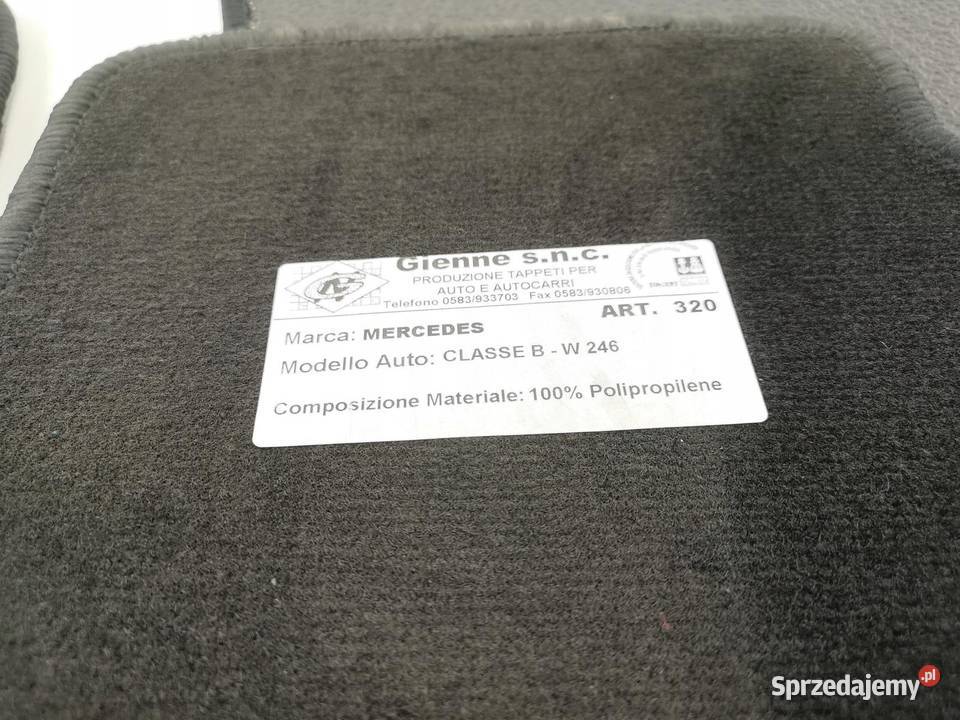 Gienne s.n.c.
PRODUZIONE TAPPETI PER
AUTO E AUTOCARRI
Telefono 0583/933703 Fax 0583/930806
ART. 320
Marca: MERCEDES
Modello Auto: CLASSE B - W 246
Composizione Materiale: 100% Polipropilene
Sprzedajemy.pl